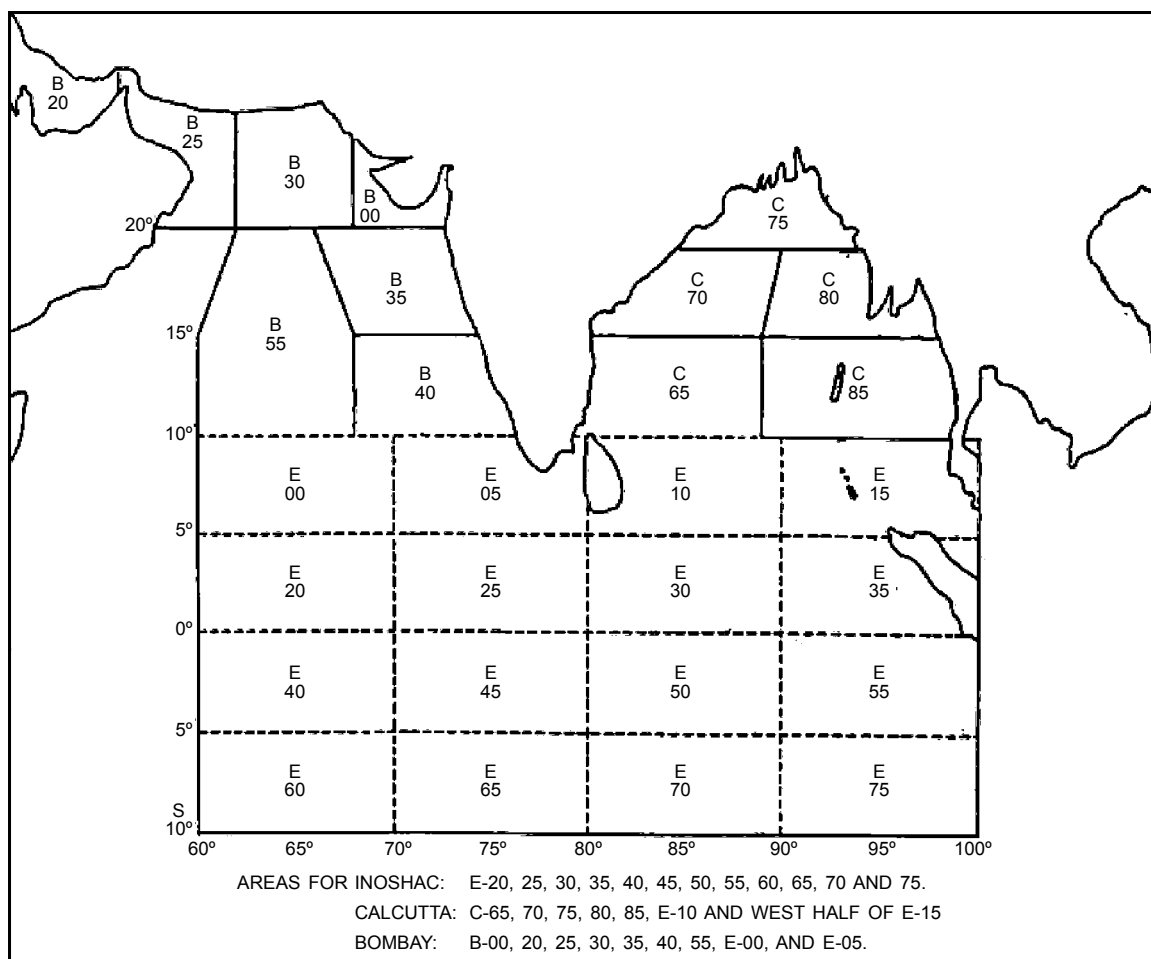 B
20
B
25
B
30
B
00
20º
C
75
B
35
C
70
C
80
15º
B
55
B
40
C
65
C
85
10º
E
00
E
05
E
10
E
15
5º
E
20
E
25
E
30
E
35
0º
E
40
E
45
E
50
E
55
5º
E
60
E
65
E
70
E
75
S
10º
60º 65º 70º 75º 80º 85º 90º 95º 100º
AREAS FOR INOSHAC: E-20, 25, 30, 35, 40, 45, 50, 55, 60, 65, 70 AND 75.
CALCUTTA: C-65, 70, 75, 80, 85, E-10 AND WEST HALF OF E-15
BOMBAY: B-00, 20, 25, 30, 35, 40, 55, E-00, AND E-05.